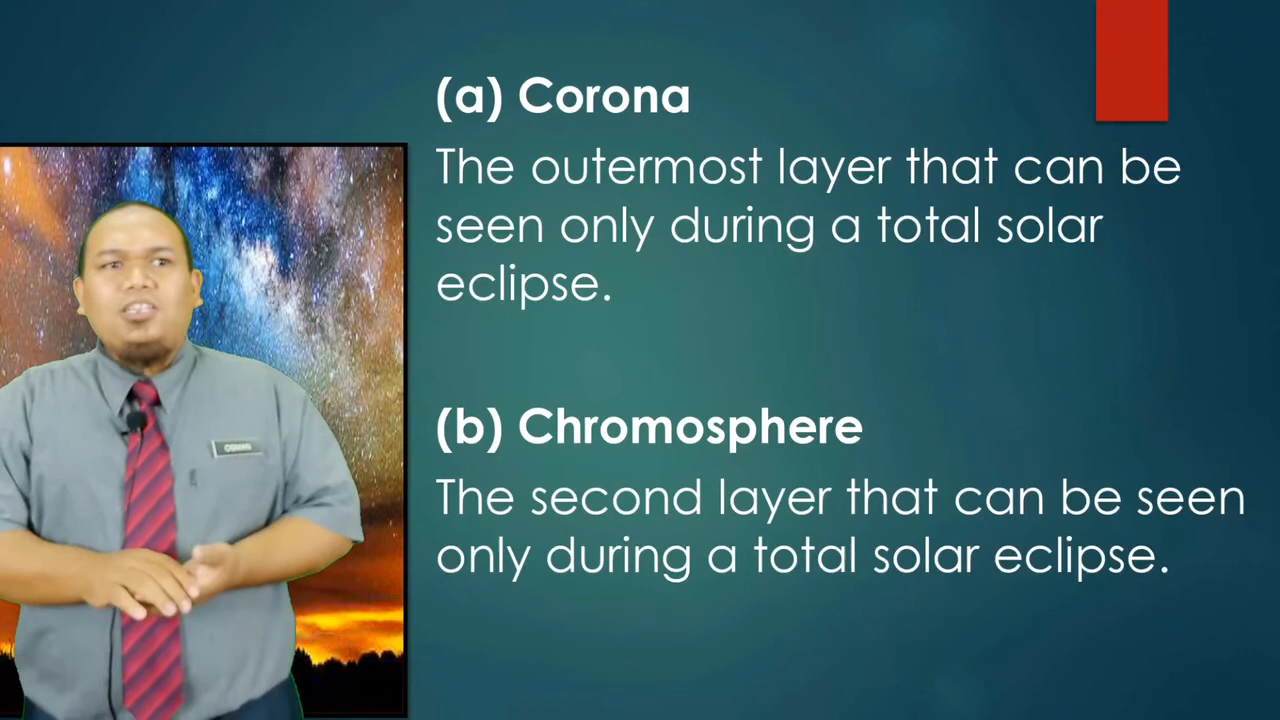 (a) Corona
The outermost layer that can be
seen only during a total solar
eclipse.
(b) Chromosphere
The second layer that can be seen
only during a total solar eclipse.